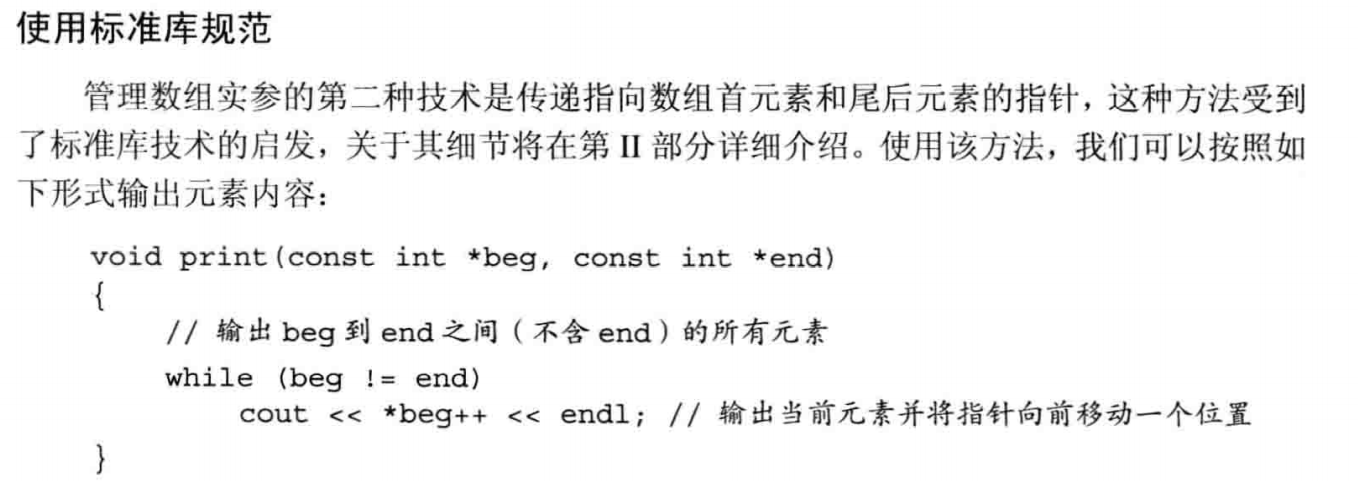 使用标准库规范
管理数组实参的第二种技术是传递指向数组首元素和尾后元素的指针，这种方法受到
了标准库技术的启发，关于其细节将在第 II 部分详细介绍。使用该方法，我们可以按照如
下形式输出元素内容：
void print(const int *beg, const int *end)
{
// 输出 beg 到 end 之间（不含 end）的所有元素
while (beg != end)
cout << *beg++ << endl; // 输出当前元素并将指针向前移动一个位置
}